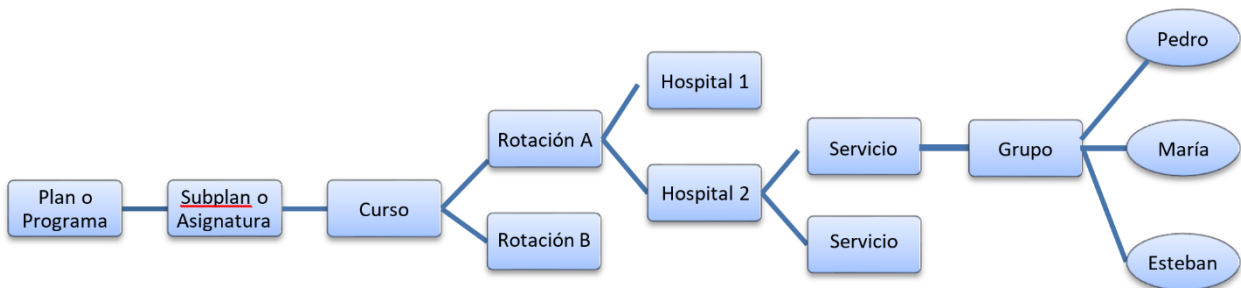 Plan o
Programa
Subplan o
Asignatura
Curso
Rotación A
Rotación B
Hospital 1
Hospital 2
Servicio
Servicio
Grupo
Pedro
María
Esteban